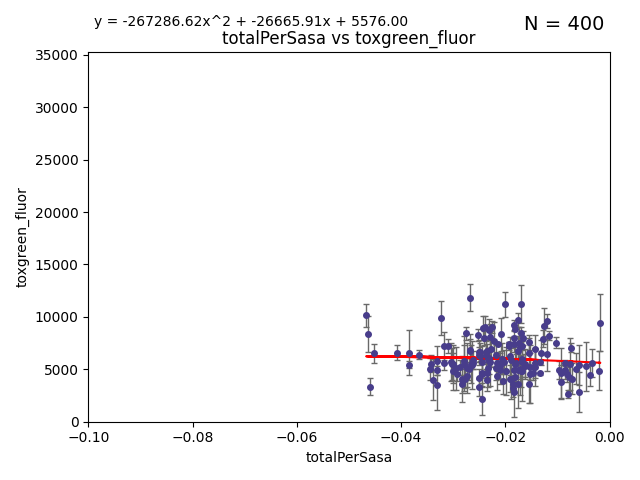 y = -267286.62x^2 + -26665.91x + 5576.00
N = 400
totalPerSasa vs toxgreen_fluor
35000
30000
25000
20000
15000
10000
5000
0
toxgreen_fluor
−0.10
−0.08
−0.06
−0.04
−0.02
0.00
totalPerSasa